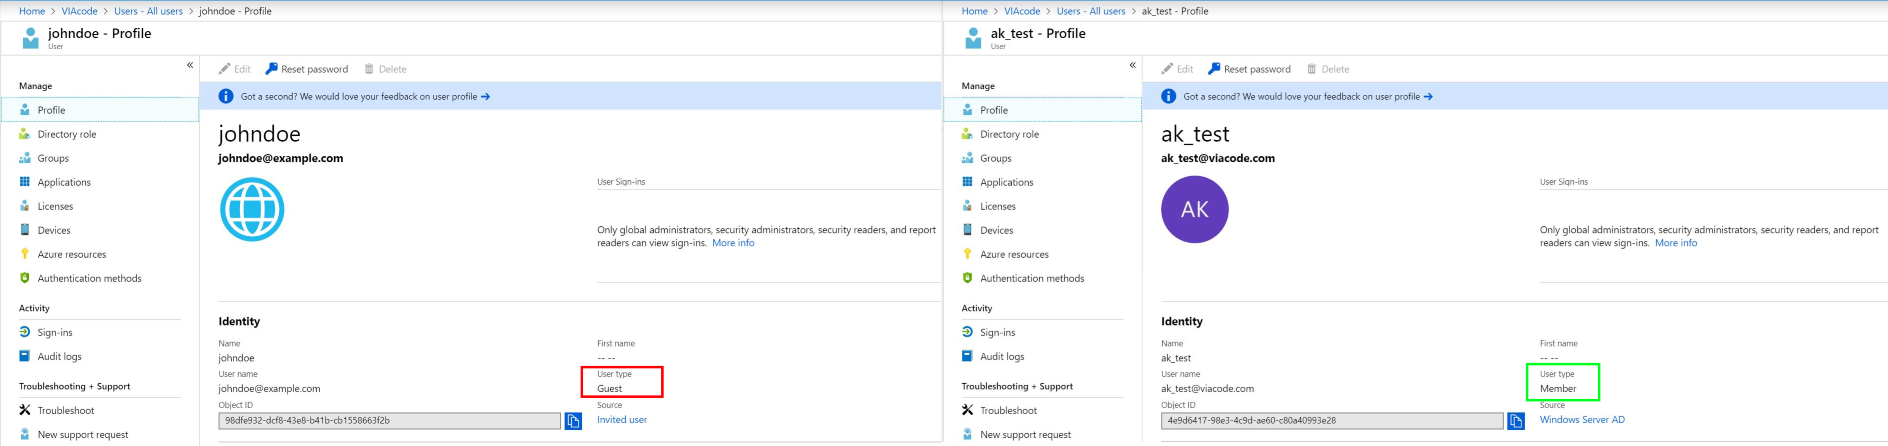 Home > VIAcode > Users - All users > johndoe - Profile
johndoe - Profile
User
«
Manage
Profile
Directory role
Groups
Applications
Licenses
Devices
Azure resources
Authentication methods
Activity
Sign-ins
Audit logs
Troubleshooting + Support
Troubleshoot
New support request
Edit Reset password Delete
Got a second? We would love your feedback on user profile →
johndoe
johndoe@example.com
User Sign-ins
Only global administrators, security administrators, security readers, and report
readers can view sign-ins. More info
Identity
Name
johndoe
First name
-- --
User name
johndoe@example.com
User type
Guest
Object ID
98dfe932-dcf8-43e8-b41b-cb1558663f2b
Source
Invited user
Home > VIAcode > Users - All users > ak_test - Profile
ak_test - Profile
User
«
Manage
Profile
Directory role
Groups
Applications
Licenses
Devices
Azure resources
Authentication methods
Activity
Sign-ins
Audit logs
Troubleshooting + Support
Troubleshoot
New support request
Edit Reset password Delete
Got a second? We would love your feedback on user profile →
ak_test
ak_test@viacode.com
AK
User Sign-ins
Only global administrators, security administrators, security readers, and report
readers can view sign-ins. More info
Identity
Name
ak_test
First name
-- --
User name
ak_test@viacode.com
User type
Member
Object ID
4e9d6417-98e3-4c9d-ae60-c80a40993e28
Source
Windows Server AD